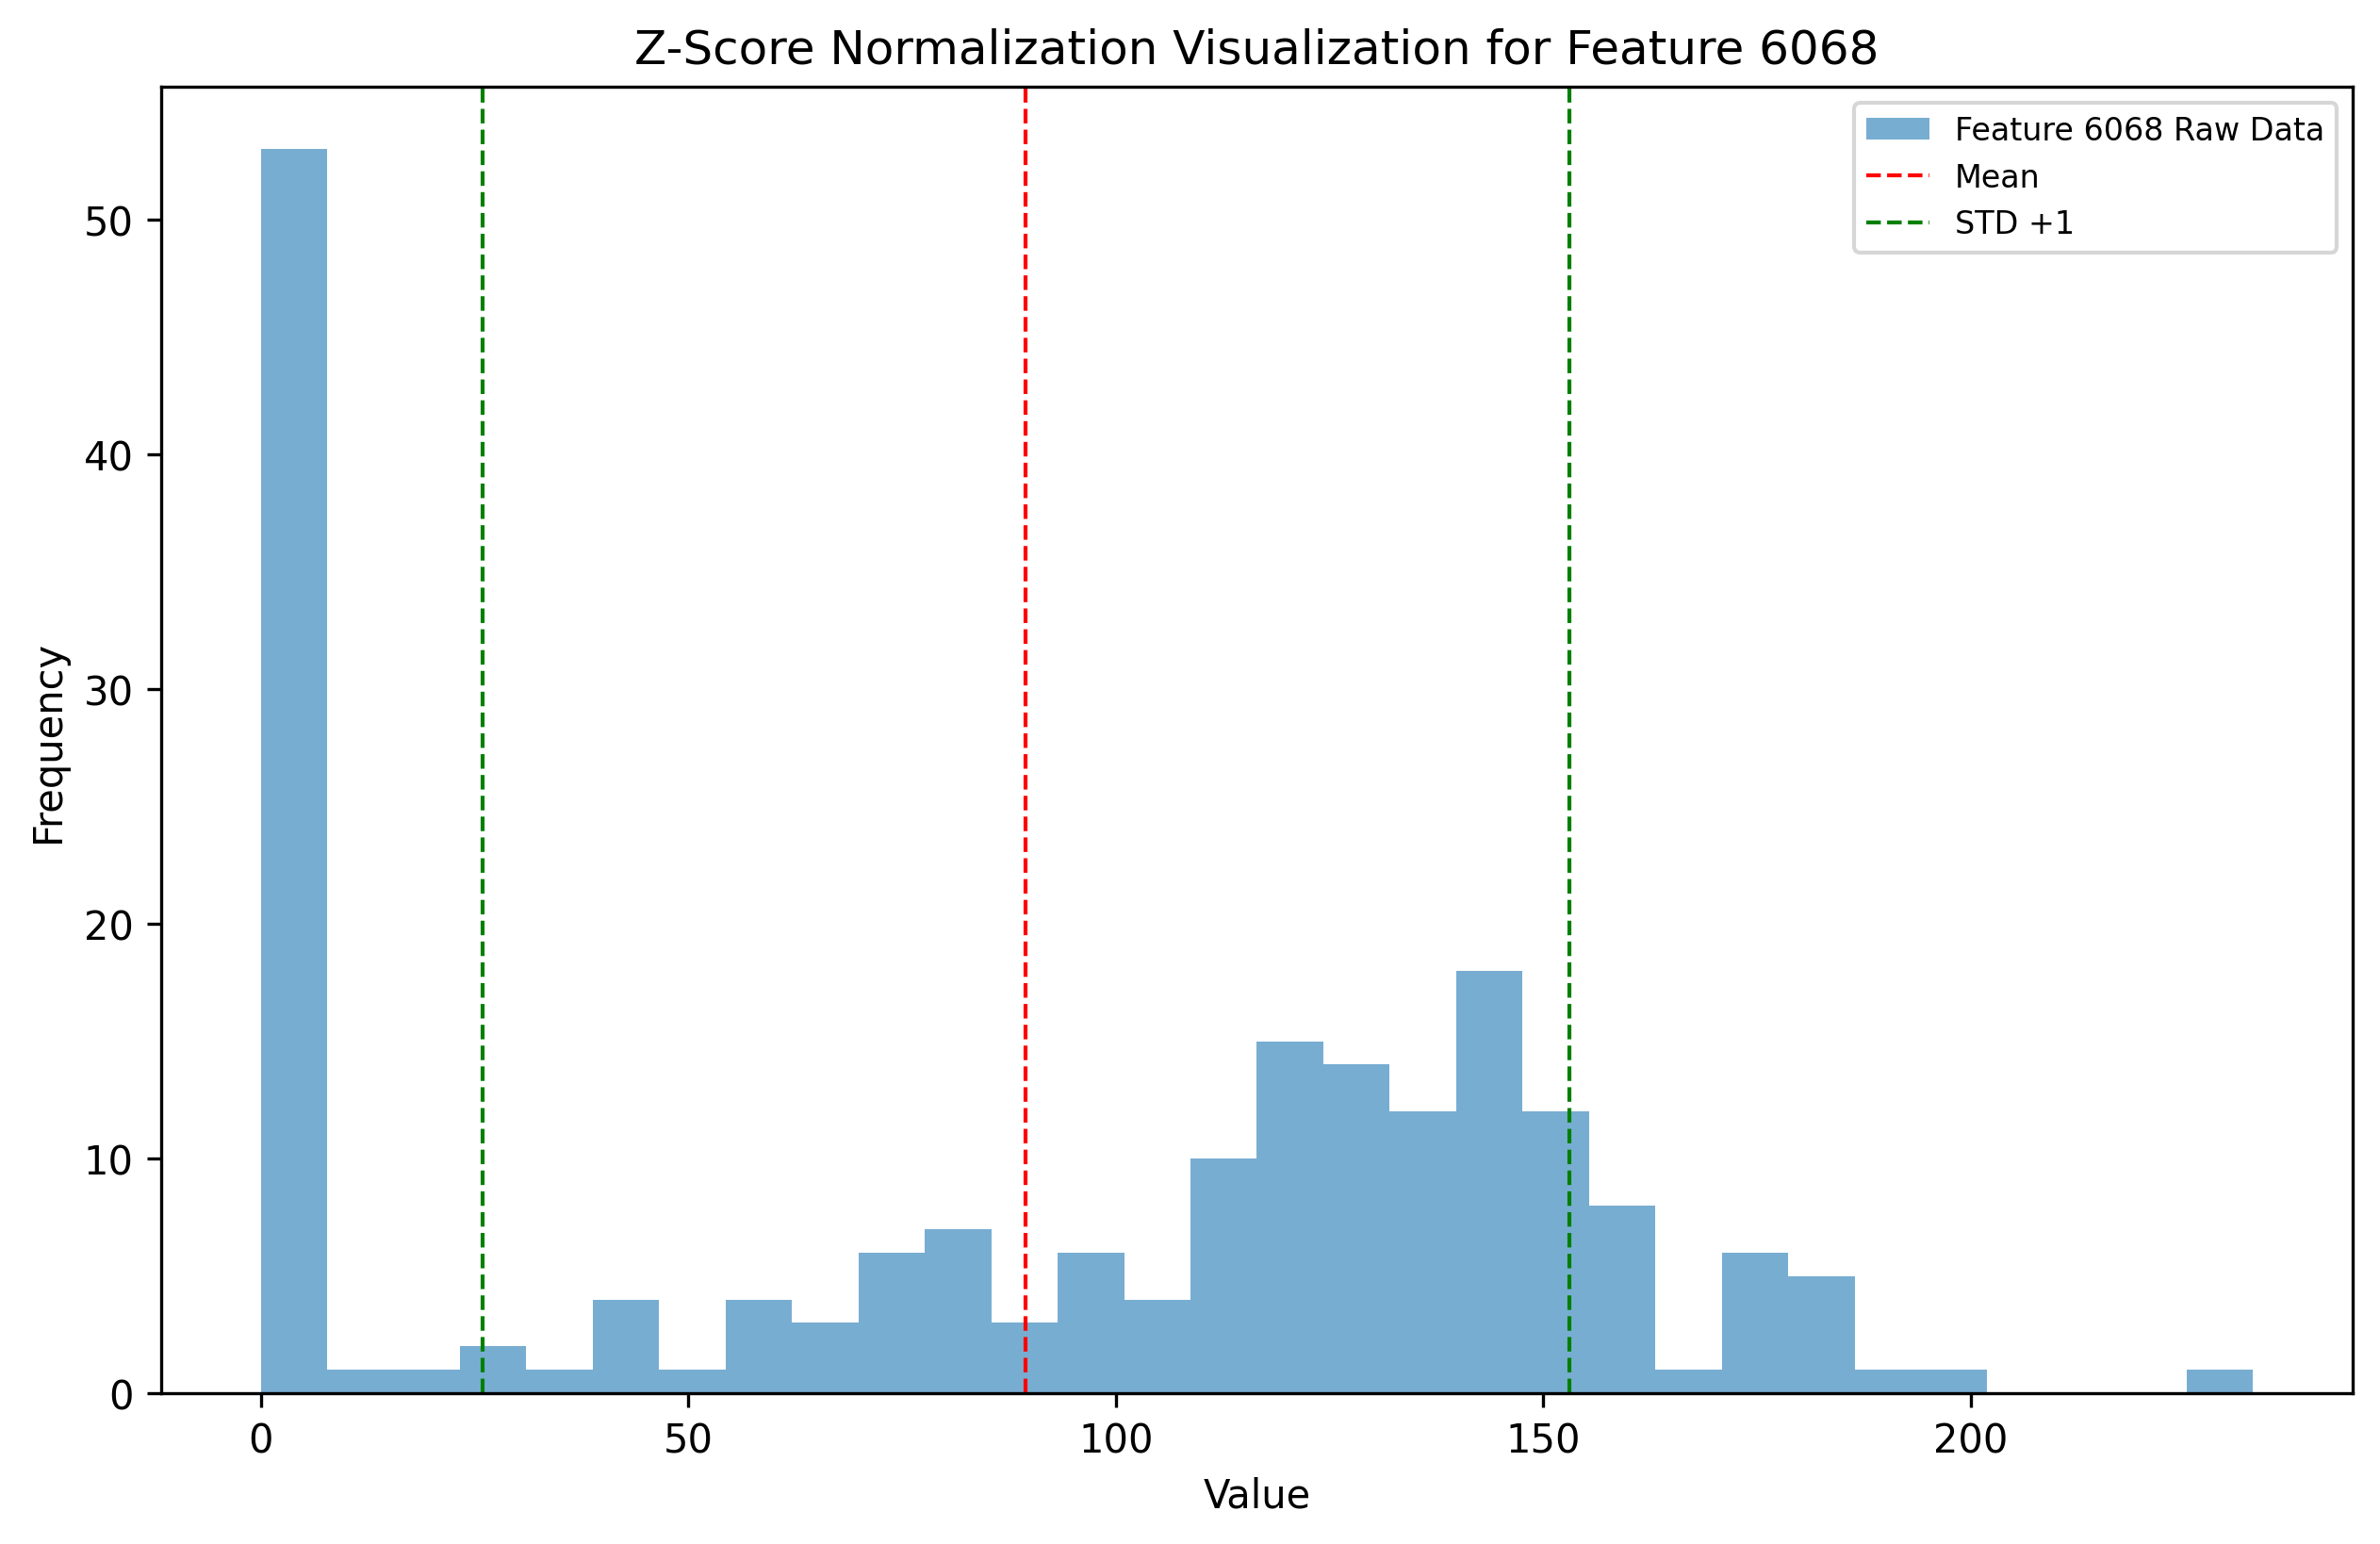 Z-Score Normalization Visualization for Feature 6068
Feature 6068 Raw Data
Mean
STD +1
Frequency
50
40
30
20
10
0
0 50 100 150 200
Value